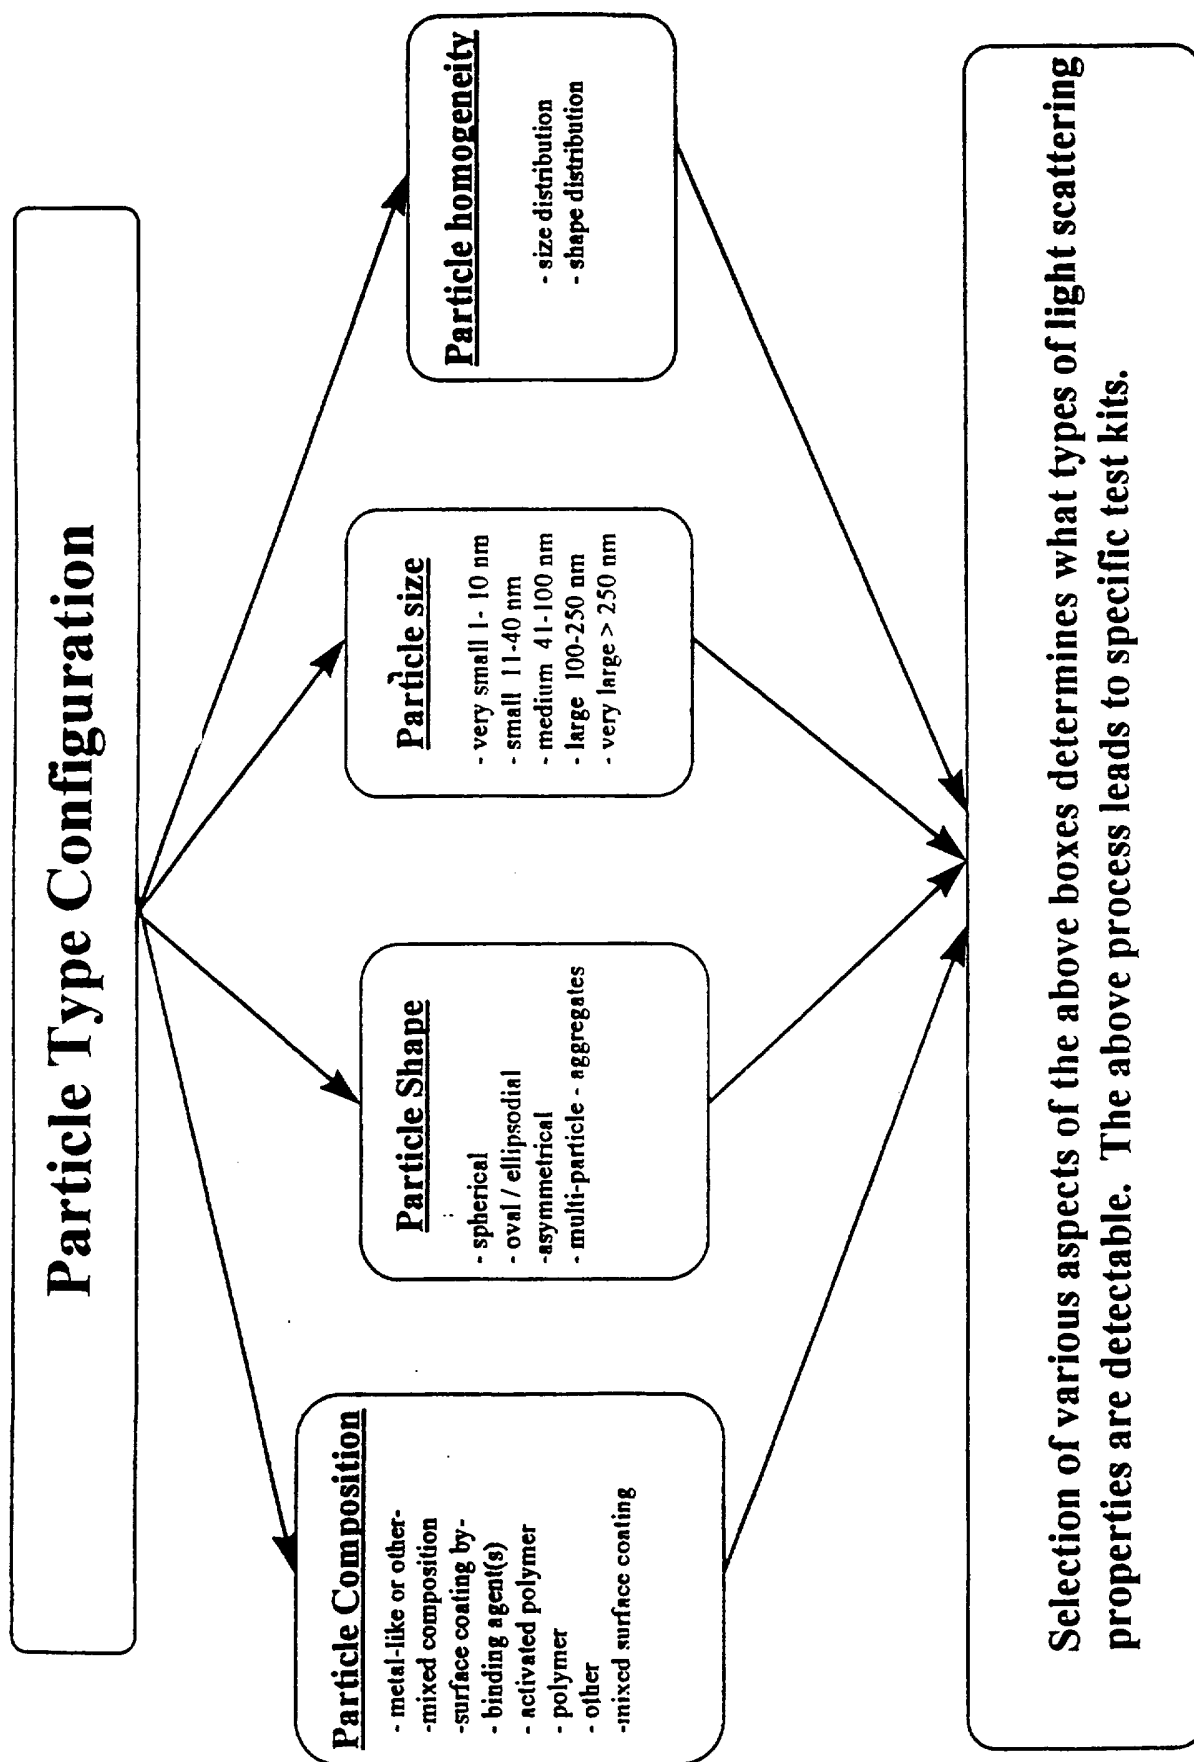 Particle Type Configuration
Particle Composition
- metal-like or other-
-mixed composition
-surface coating by-
- binding agent(s)
- activated polymer
- polymer
- other
-mixed surface coating
Particle Shape
- spherical
- oval / ellipsodial
-asymmetrical
- multi-particle - aggregates
Particle size
- very small 1- 10 nm
- small 11-40 nm
- medium 41-100 nm
- large 100-250 nm
- very large > 250 nm
Particle homogeneity
- size distribution
- shape distribution
Selection of various aspects of the above boxes determines what types of light scattering
properties are detectable. The above process leads to specific test kits.